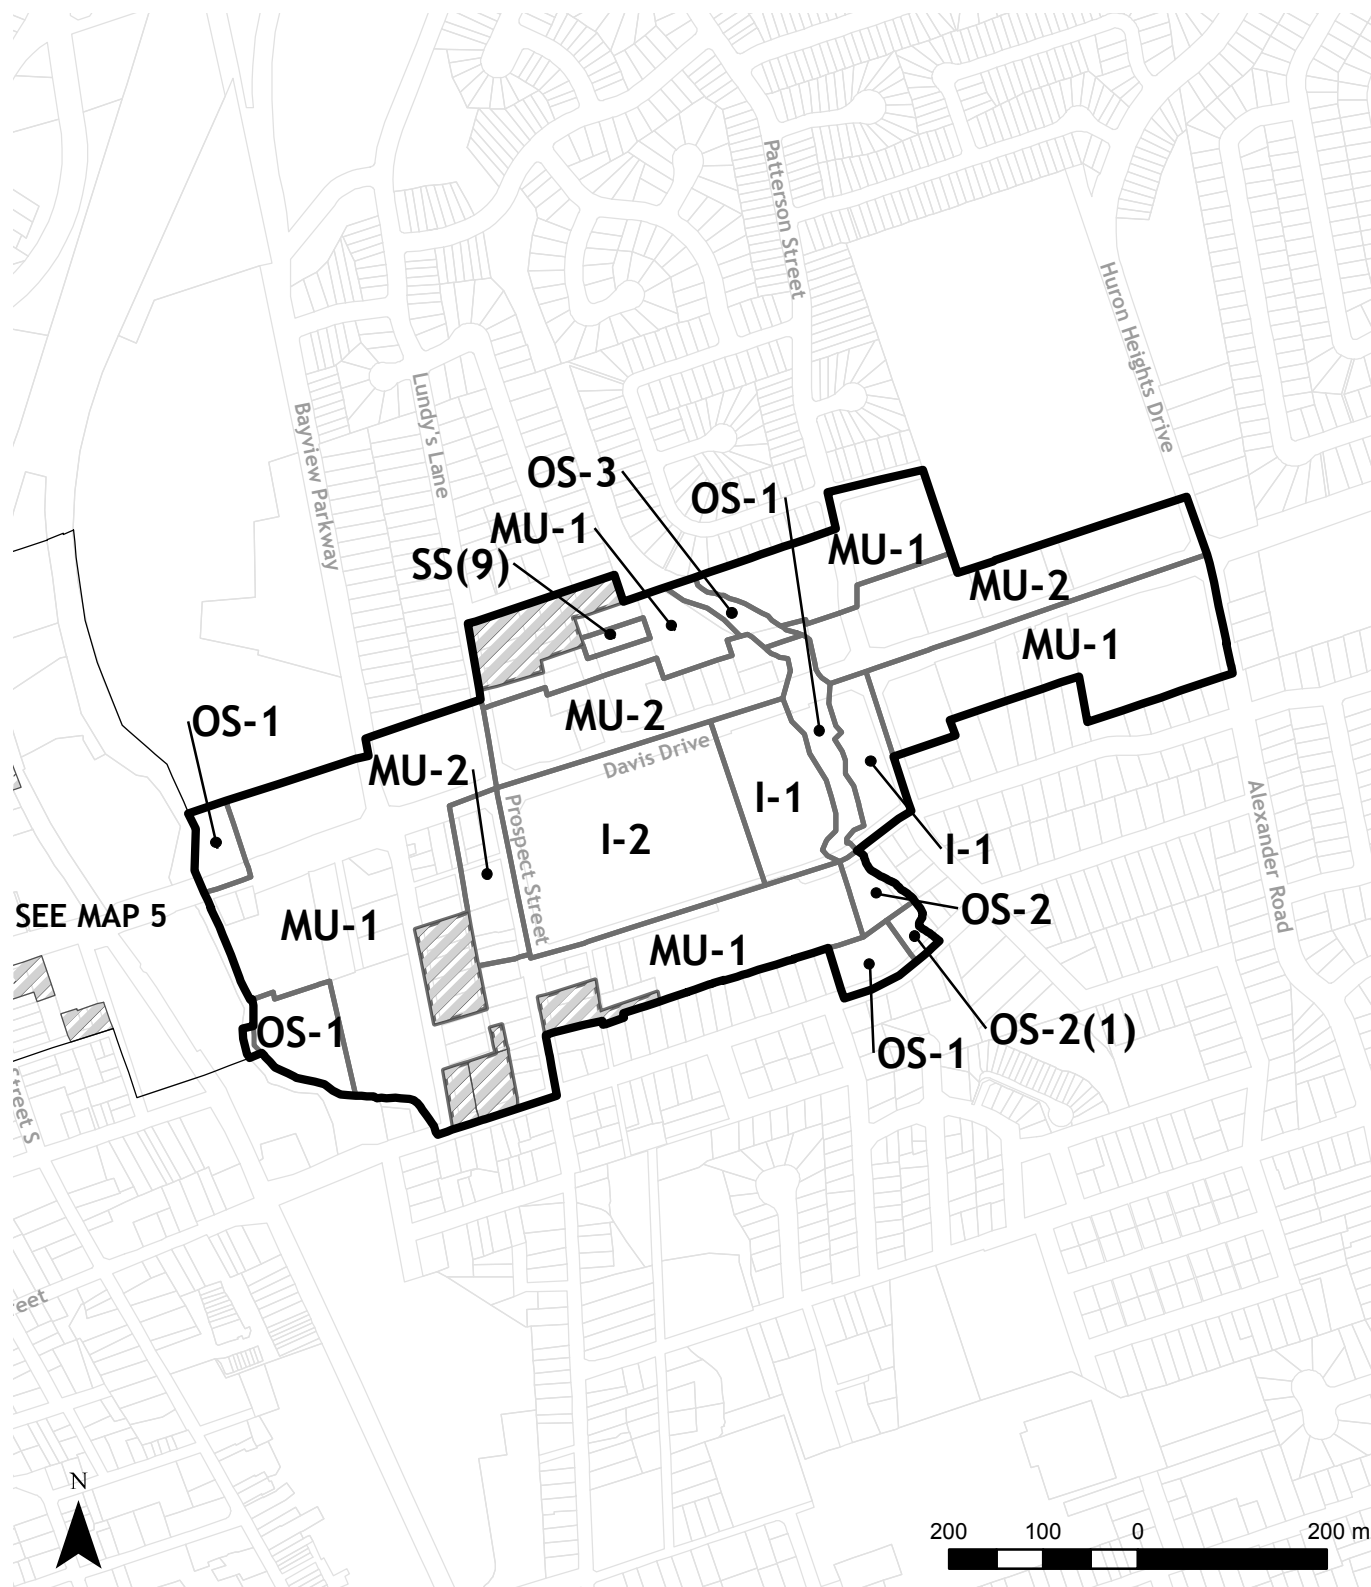 Patterson Street
Huron Heights Drive
Lundy's Lane
Bayview Parkway
OS-3
OS-1
MU-1
MU-1
SS(9)
MU-2
MU-1
OS-1
MU-2
Davis Drive
MU-2
I-1
Prospect Street
I-2
I-1
Alexander Road
SEE MAP 5
OS-2
MU-1
MU-1
OS-1
OS-2(1)
OS-1
treet S
eet
N
200 100 0 200 m